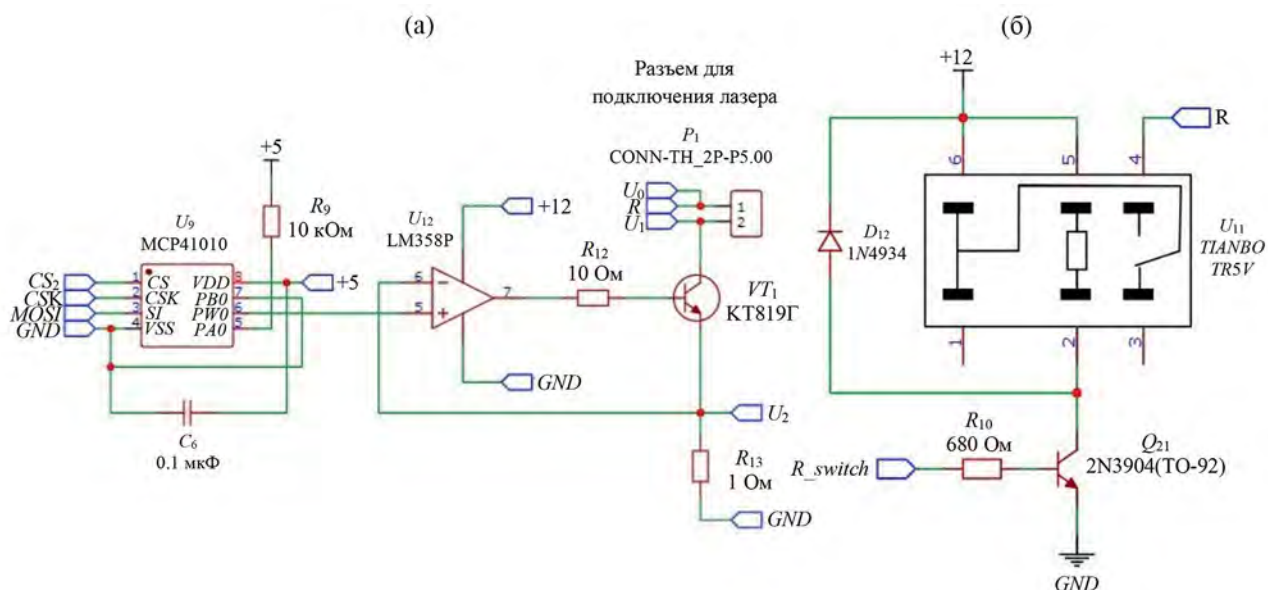 (а)
(б)
Разъем для
подключения лазера
P1
CONN-TH_2P-P5.00
+5
R9
10 кОм
U9
MCP41010
CS2
CSK
MOSI
GND
1
2
3
4
CS
CSK
SI
VSS
VDD
PB0
PW0
PA0
8
7
6
5
+5
C6
0.1 мкФ
U12
LM358P
+12
6
5
7
−
+
GND
R12
10 Ом
U0
R
U1
1
2
VT1
КТ819Г
U2
R13
1 Ом
GND
+12
R
6
5
4
D12
1N4934
U11
TIANBO
TR5V
1
2
3
R_switch
R10
680 Ом
Q21
2N3904(TO-92)
GND